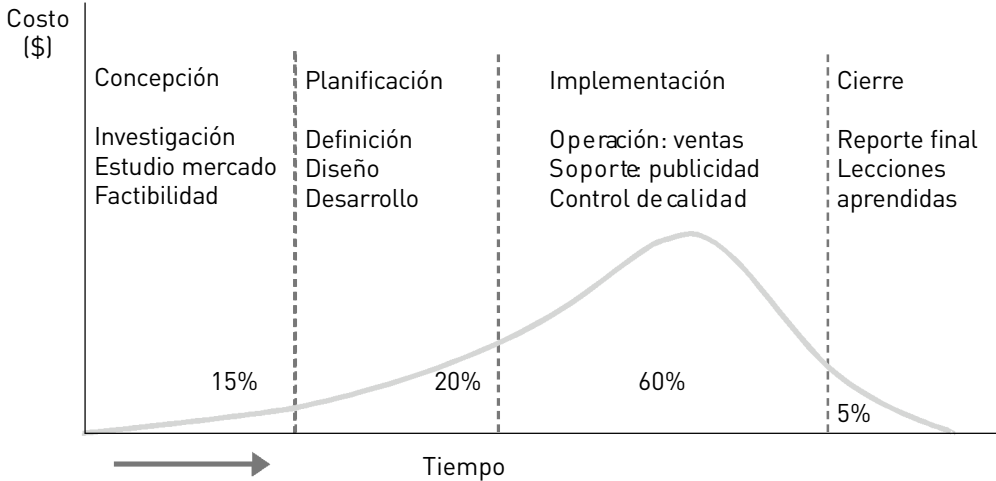 Costo
($)
Concepción
Investigación
Estudio mercado
Factibilidad
15%
Planificación
Definición
Diseño
Desarrollo
20%
Implementación
Operación: ventas
Soporte: publicidad
Control de calidad
60%
Cierre
Reporte final
Lecciones
aprendidas
5%
Tiempo